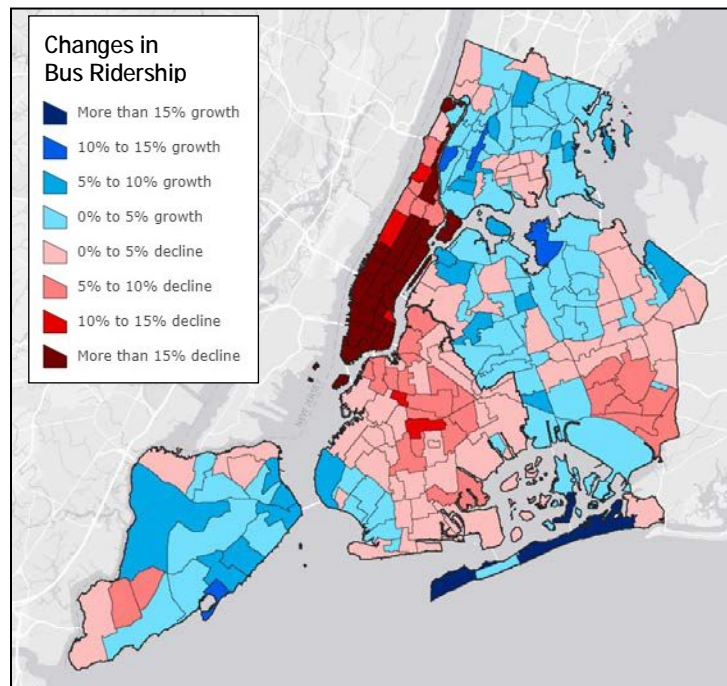 Changes in
Bus Ridership
More than 15% growth
10% to 15% growth
5% to 10% growth
0% to 5% growth
0% to 5% decline
5% to 10% decline
10% to 15% decline
More than 15% decline